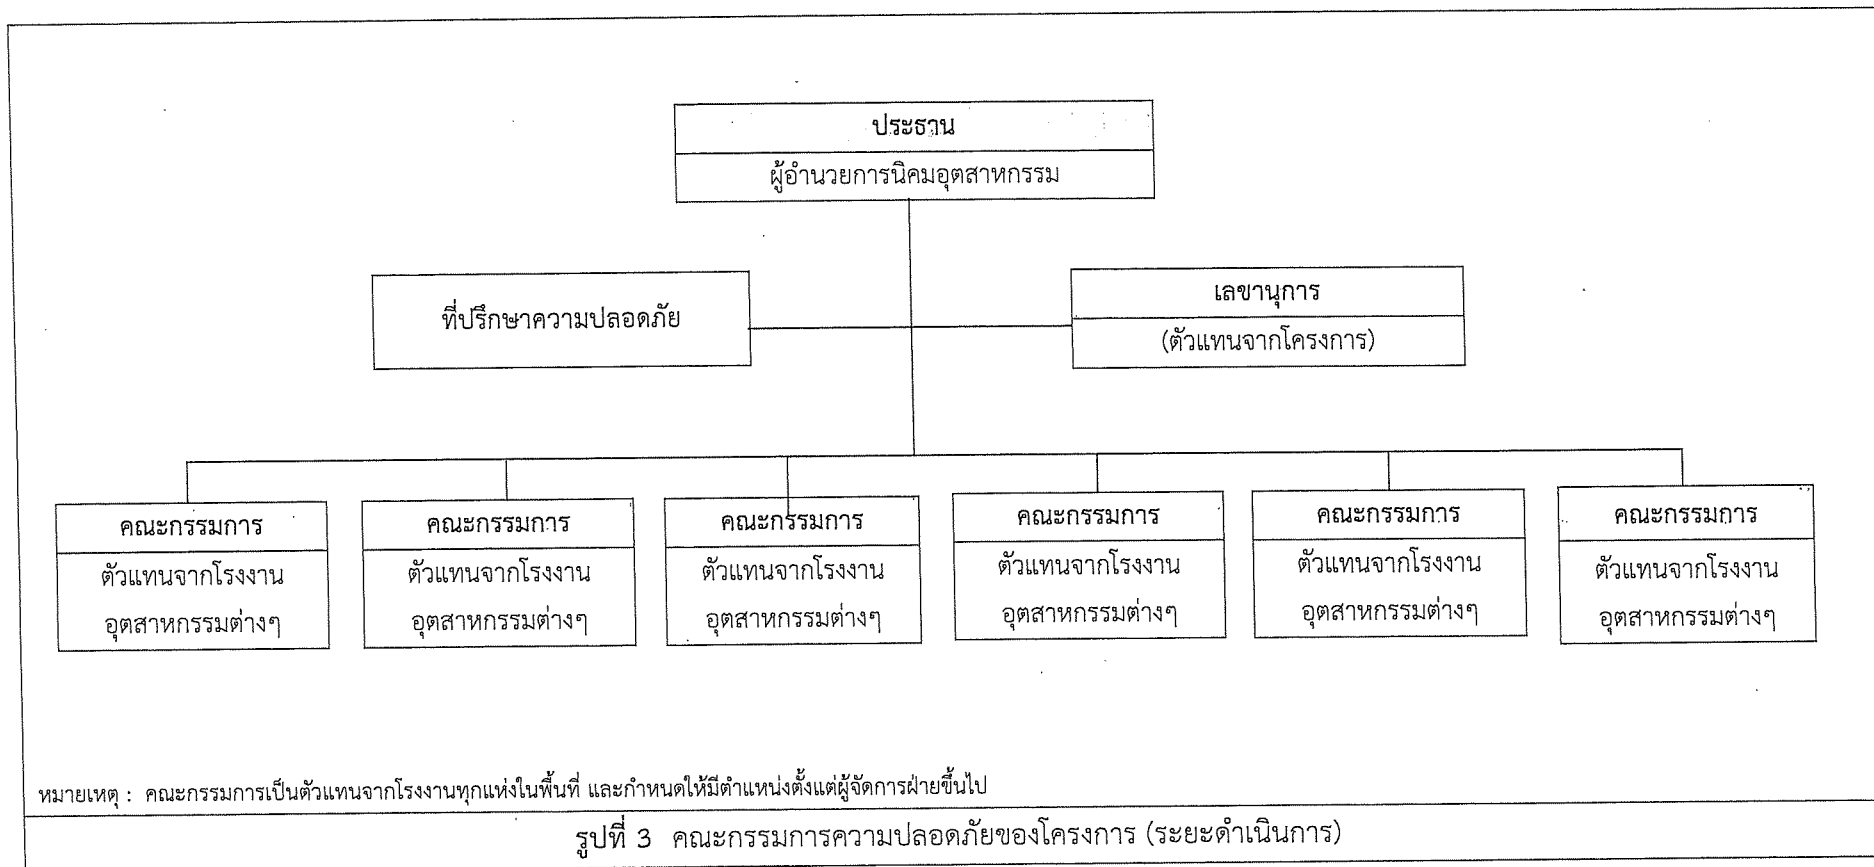 ประธาน
ผู้อำนวยการนิคมอุตสาหกรรม
ที่ปรึกษาความปลอดภัย
เลขานุการ
(ตัวแทนจากโครงการ)
คณะกรรมการ
ตัวแทนจากโรงงาน
อุตสาหกรรมต่างๆ
คณะกรรมการ
ตัวแทนจากโรงงาน
อุตสาหกรรมต่างๆ
คณะกรรมการ
ตัวแทนจากโรงงาน
อุตสาหกรรมต่างๆ
คณะกรรมการ
ตัวแทนจากโรงงาน
อุตสาหกรรมต่างๆ
คณะกรรมการ
ตัวแทนจากโรงงาน
อุตสาหกรรมต่างๆ
คณะกรรมการ
ตัวแทนจากโรงงาน
อุตสาหกรรมต่างๆ
หมายเหตุ : คณะกรรมการเป็นตัวแทนจากโรงงานทุกแห่งในพื้นที่ และกำหนดให้มีตำแหน่งตั้งแต่ผู้จัดการฝ่ายขึ้นไป
รูปที่ 3 คณะกรรมการความปลอดภัยของโครงการ (ระยะดำเนินการ)